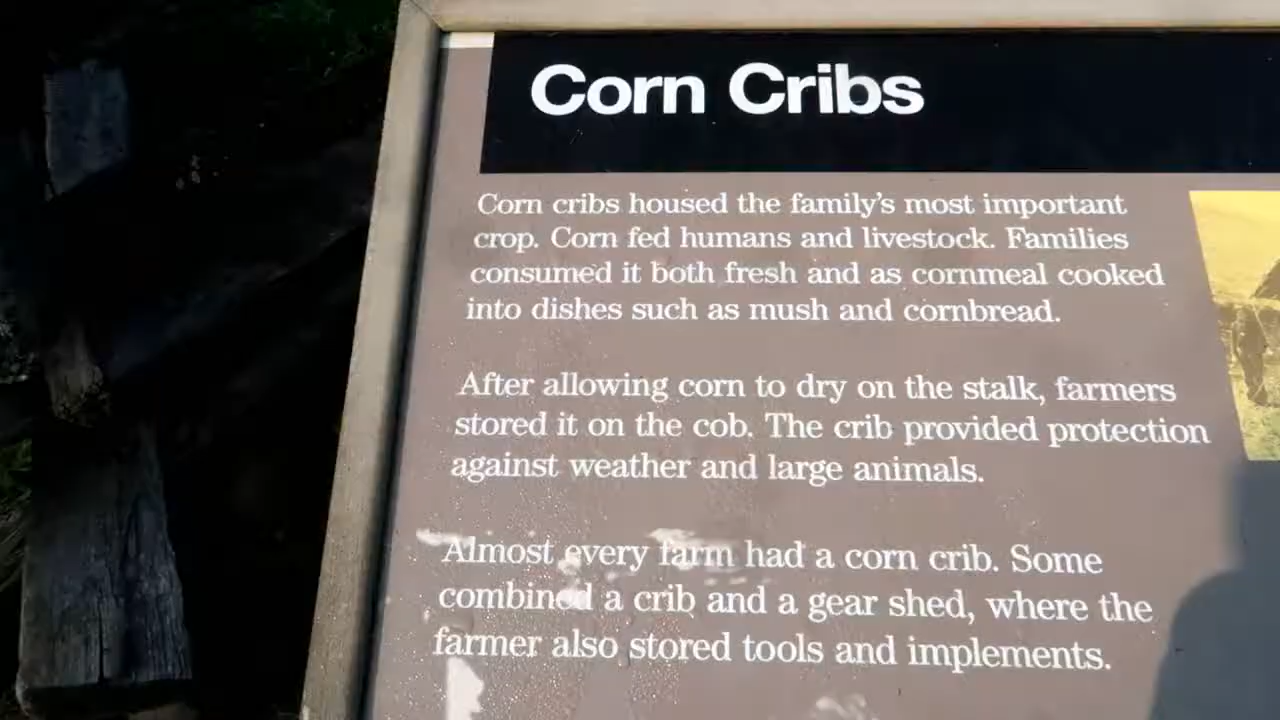 Corn Cribs
Corn cribs housed the family's most important
crop. Corn fed humans and livestock. Families
consumed it both fresh and as cornmeal cooked
into dishes such as mush and cornbread.
After allowing corn to dry on the stalk, farmers
stored it on the cob. The crib provided protection
against weather and large animals.
Almost every farm had a corn crib. Some
combined a crib and a gear shed, where the
farmer also stored tools and implements.